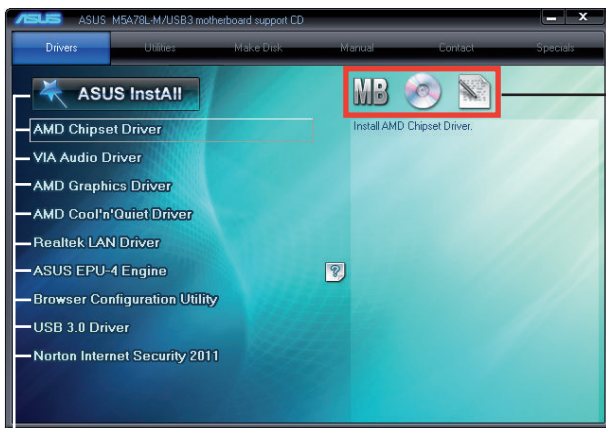 ASUS ASUS M5A78L-M/USB3 motherboard support CD
Drivers Utilities Make Disk Manual Contact Specials
ASUS InstAll
MB
AMD Chipset Driver
Install AMD Chipset Driver.
VIA Audio Driver
AMD Graphics Driver
AMD Cool'n'Quiet Driver
Realtek LAN Driver
ASUS EPU-4 Engine
?
Browser Configuration Utility
USB 3.0 Driver
Norton Internet Security 2011